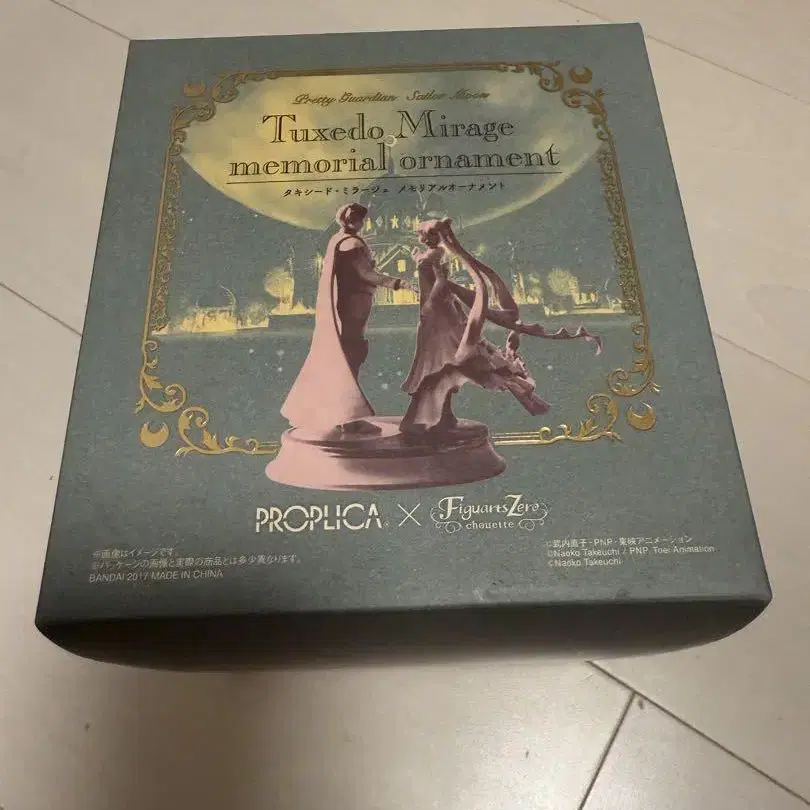 Pretty Guardian Sailor Moon
Tuxedo Mirage
memorial ornament
タキシード・ミラージュ メモリアルオーナメント
PROPLICA® × FiguartsZero
chouette
※画像はイメージです。
※パッケージの画像と実際の商品とは多少異なります。
BANDAI 2017 MADE IN CHINA
©武内直子・PNP・東映アニメーション
©Naoko Takeuchi / PNP, Toei Animation
©Naoko Takeuchi